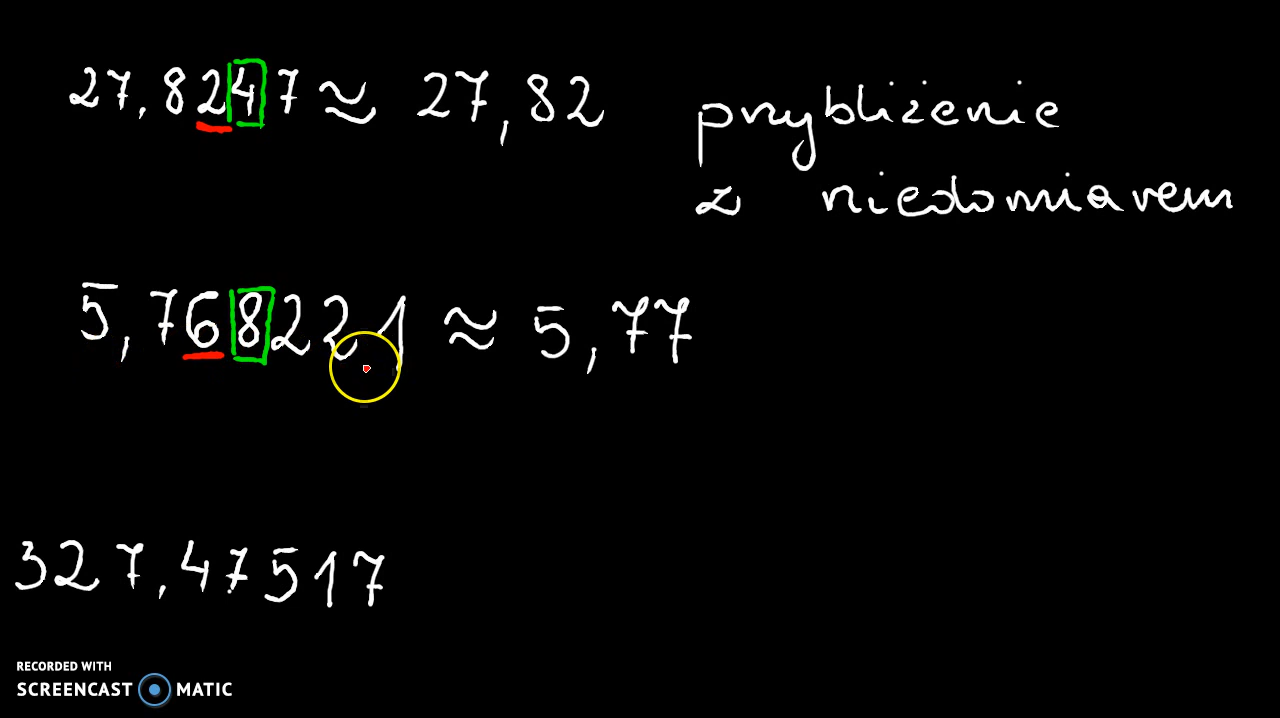 27,8247 ≈ 27,82
przybliżenie
z niedomiarem
5,768221 ≈ 5,77
327,47517
RECORDED WITH
SCREENCAST MATIC